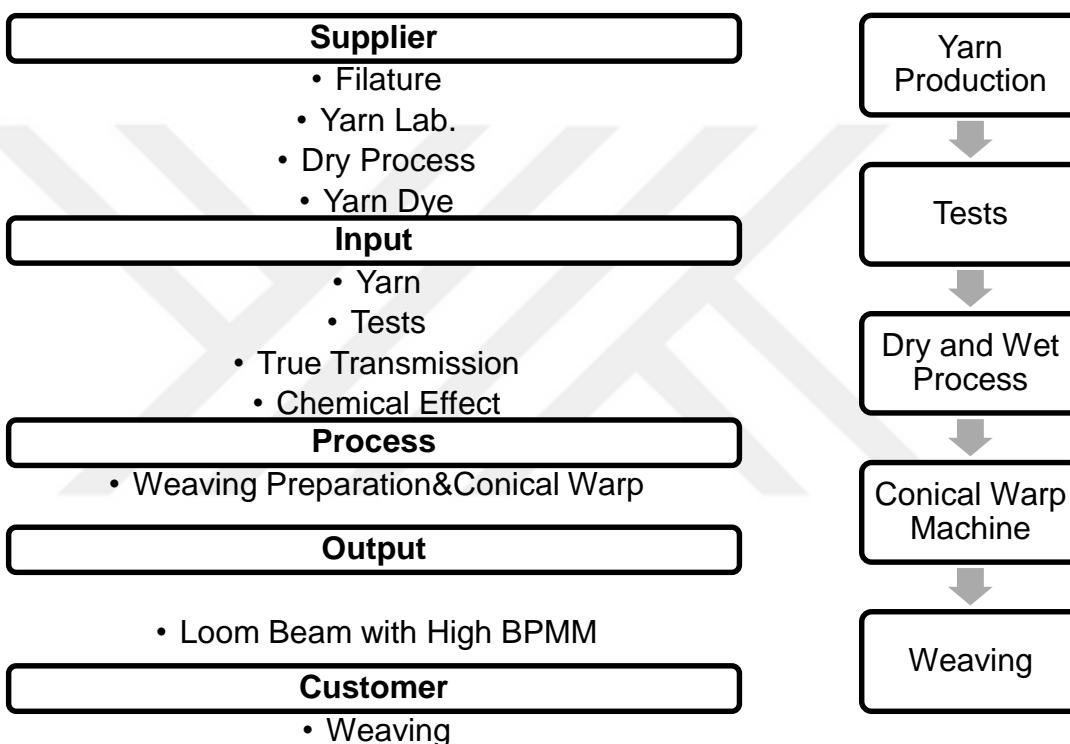 Supplier
• Filature
• Yarn Lab.
• Dry Process
• Yarn Dye
Input
• Yarn
• Tests
• True Transmission
• Chemical Effect
Process
• Weaving Preparation&Conical Warp
Output
• Loom Beam with High BPMM
Customer
• Weaving
Yarn
Production
Tests
Dry and Wet
Process
Conical Warp
Machine
Weaving